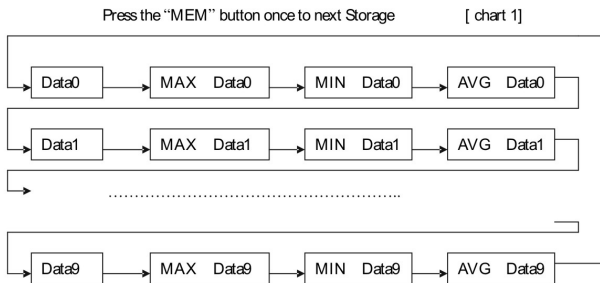 Press the “MEM” button once to next Storage [ chart 1]
Data0 MAX Data0 MIN Data0 AVG Data0
Data1 MAX Data1 MIN Data1 AVG Data1
………………………………………………..
Data9 MAX Data9 MIN Data9 AVG Data9